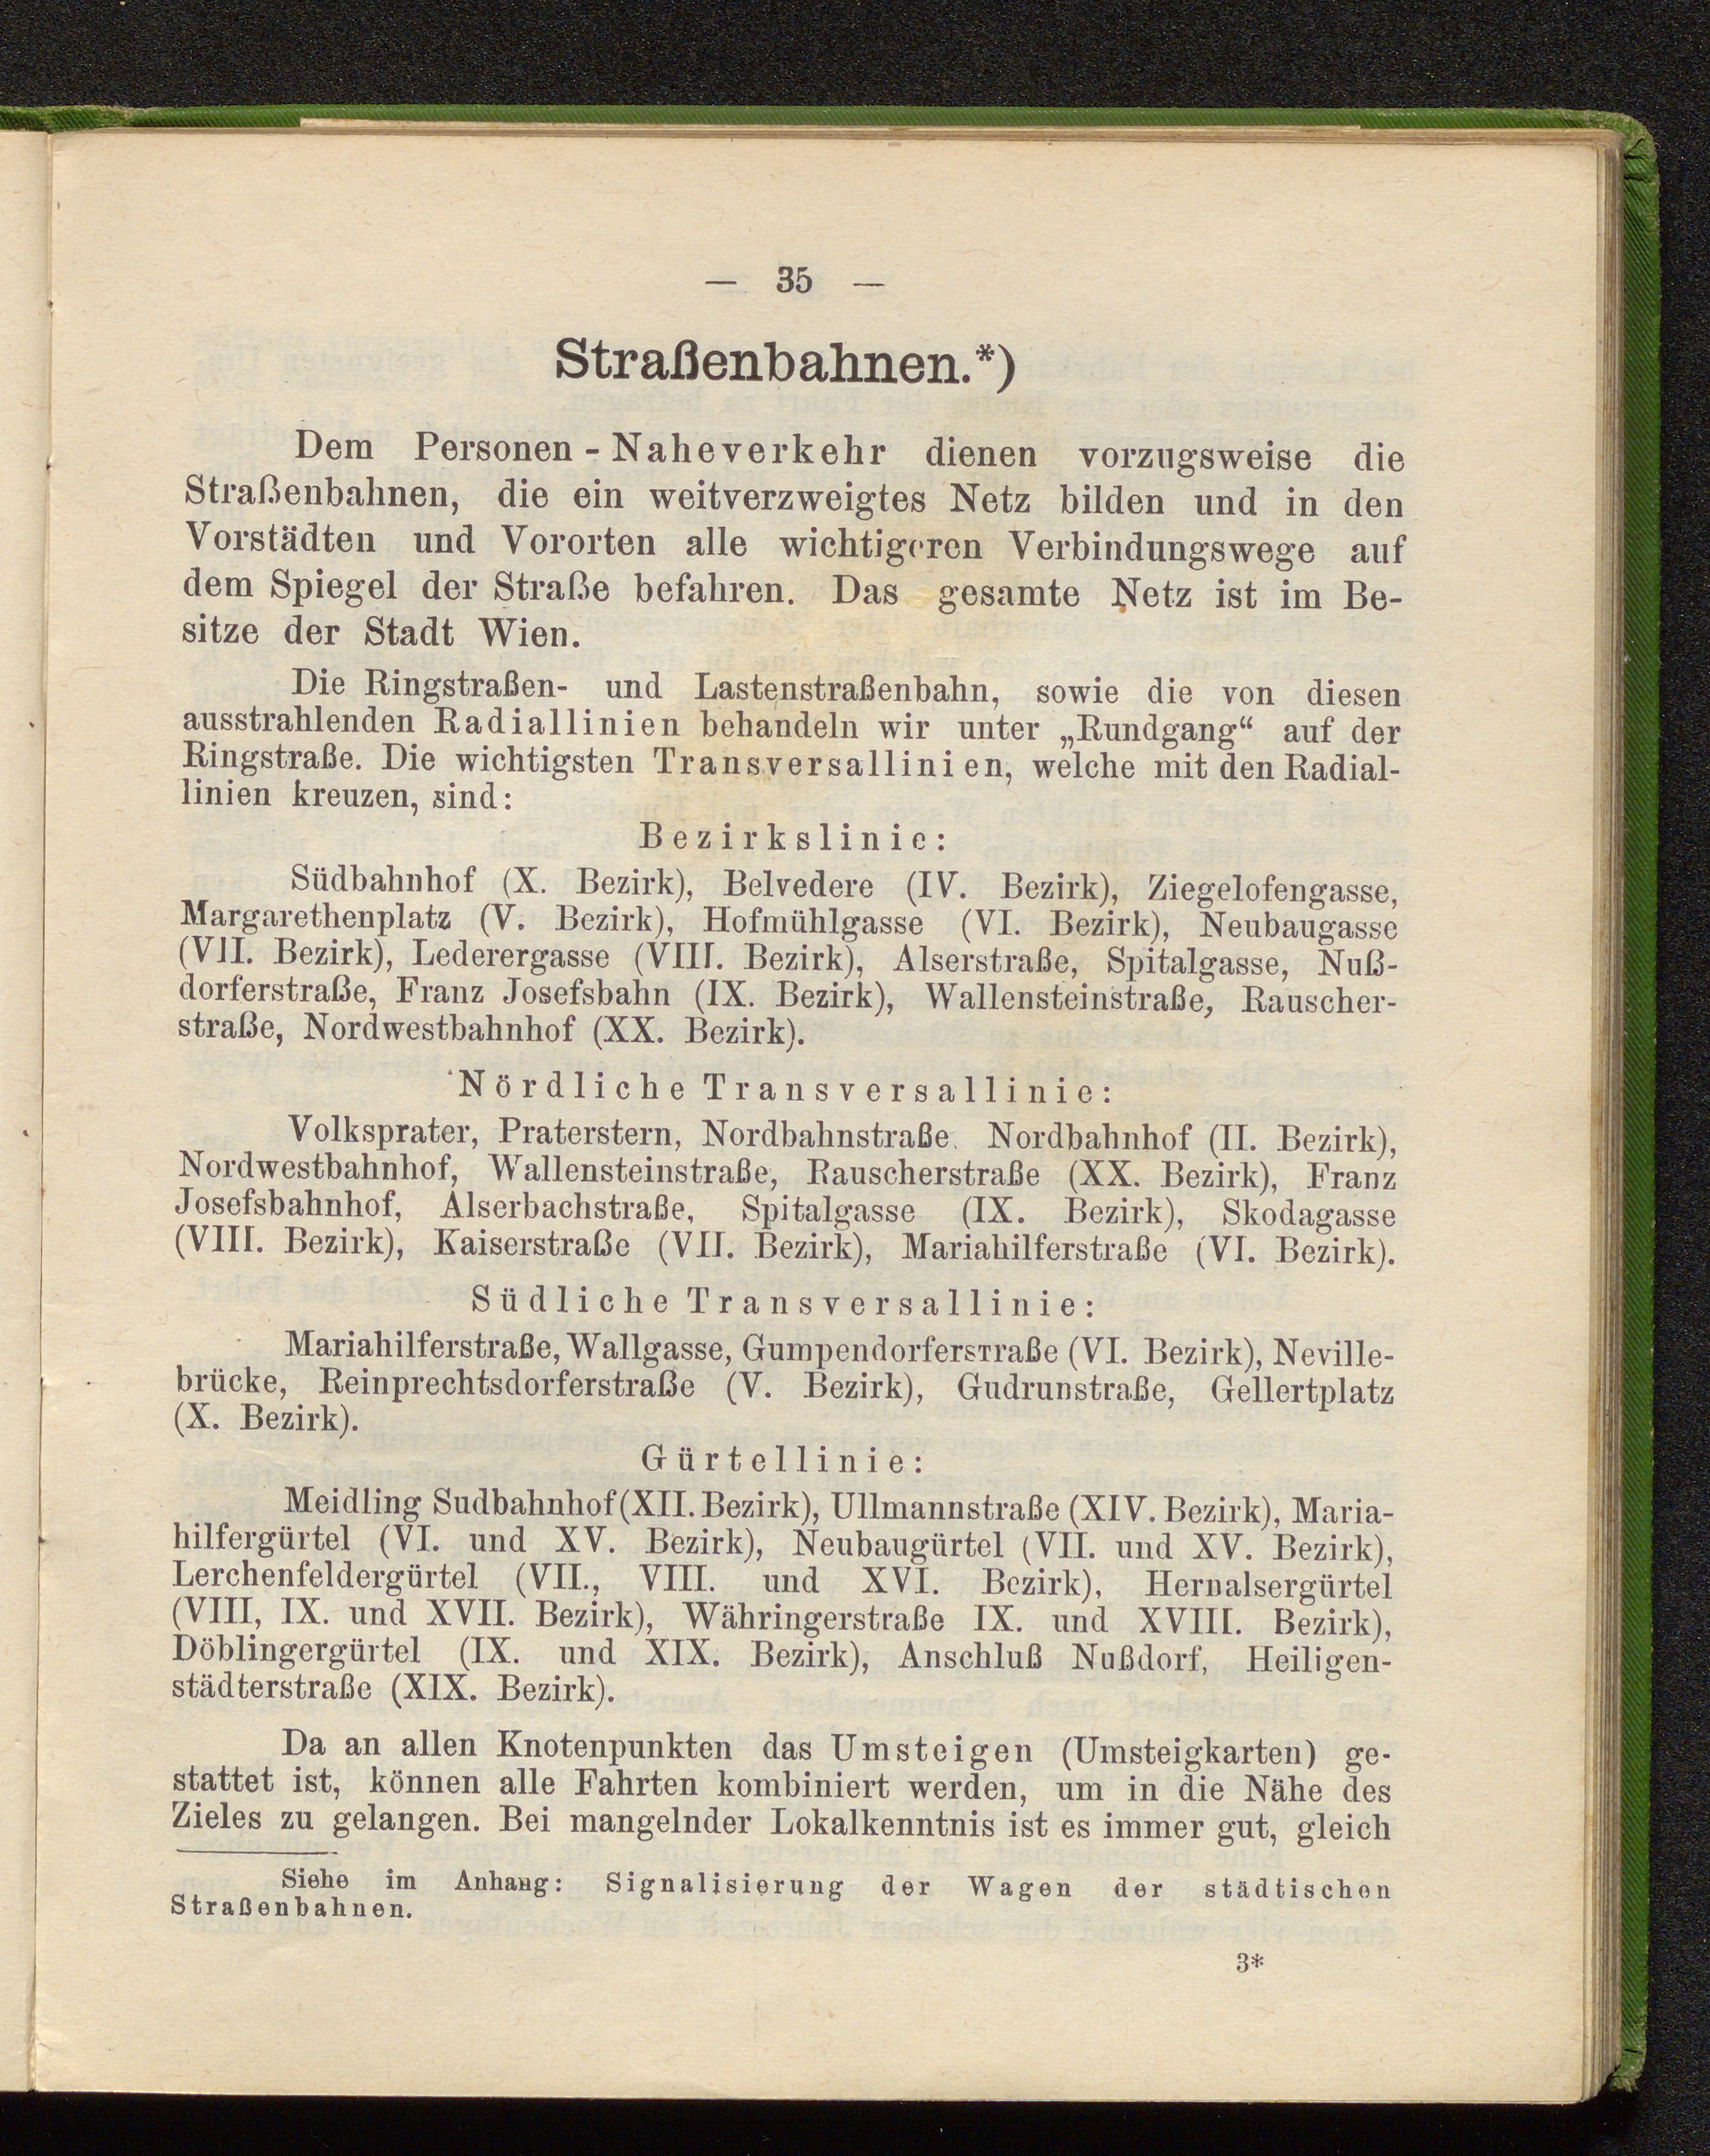 — 35 —
Straßenbahnen.*)
Dem Personen-Naheverkehr dienen vorzugsweise die
Straßenbahnen, die ein weitverzweigtes Netz bilden und in den
Vorstädten und Vororten alle wichtigeren Verbindungswege auf
dem Spiegel der Straße befahren. Das gesamte Netz ist im Be-
sitze der Stadt Wien.
Die Ringstraßen- und Lastenstraßenbahn, sowie die von diesen
ausstrahlenden Radiallinien behandeln wir unter „Rundgang“ auf der
Ringstraße. Die wichtigsten Transversallinien, welche mit den Radial-
linien kreuzen, sind:
Bezirkslinie:
Südbahnhof (X. Bezirk), Belvedere (IV. Bezirk), Ziegelofengasse,
Margarethenplatz (V. Bezirk), Hofmühlgasse (VI. Bezirk), Neubaugasse
(VII. Bezirk), Lederergasse (VIII. Bezirk), Alserstraße, Spitalgasse, Nuß-
dorferstraße, Franz Josefsbahn (IX. Bezirk), Wallensteinstraße, Rauscher-
straße, Nordwestbahnhof (XX. Bezirk).
Nördliche Transversallinie:
Volksprater, Praterstern, Nordbahnstraße. Nordbahnhof (II. Bezirk),
Nordwestbahnhof, Wallensteinstraße, Rauscherstraße (XX. Bezirk), Franz
Josefsbahnhof, Alserbachstraße, Spitalgasse (IX. Bezirk), Skodagasse
(VIII. Bezirk), Kaiserstraße (VII. Bezirk), Mariahilferstraße (VI. Bezirk).
Südliche Transversallinie:
Mariahilferstraße, Wallgasse, Gumpendorferstraße (VI. Bezirk), Neville-
brücke, Reinprechtsdorferstraße (V. Bezirk), Gudrunstraße, Gellertplatz
(X. Bezirk).
Gürtellinie:
Meidling Sudbahnhof (XII. Bezirk), Ullmannstraße (XIV. Bezirk), Maria-
hilfergürtel (VI. und XV. Bezirk), Neubaugürtel (VII. und XV. Bezirk),
Lerchenfeldergürtel (VII., VIII. und XVI. Bezirk), Hernalsergürtel
(VIII, IX. und XVII. Bezirk), Währingerstraße IX. und XVIII. Bezirk),
Döblingergürtel (IX. und XIX. Bezirk), Anschluß Nußdorf, Heiligen-
städterstraße (XIX. Bezirk).
Da an allen Knotenpunkten das Umsteigen (Umsteigkarten) ge-
stattet ist, können alle Fahrten kombiniert werden, um in die Nähe des
Zieles zu gelangen. Bei mangelnder Lokalkenntnis ist es immer gut, gleich
Siehe im Anhang: Signalisierung der Wagen der städtischen
Straßenbahnen.
3*